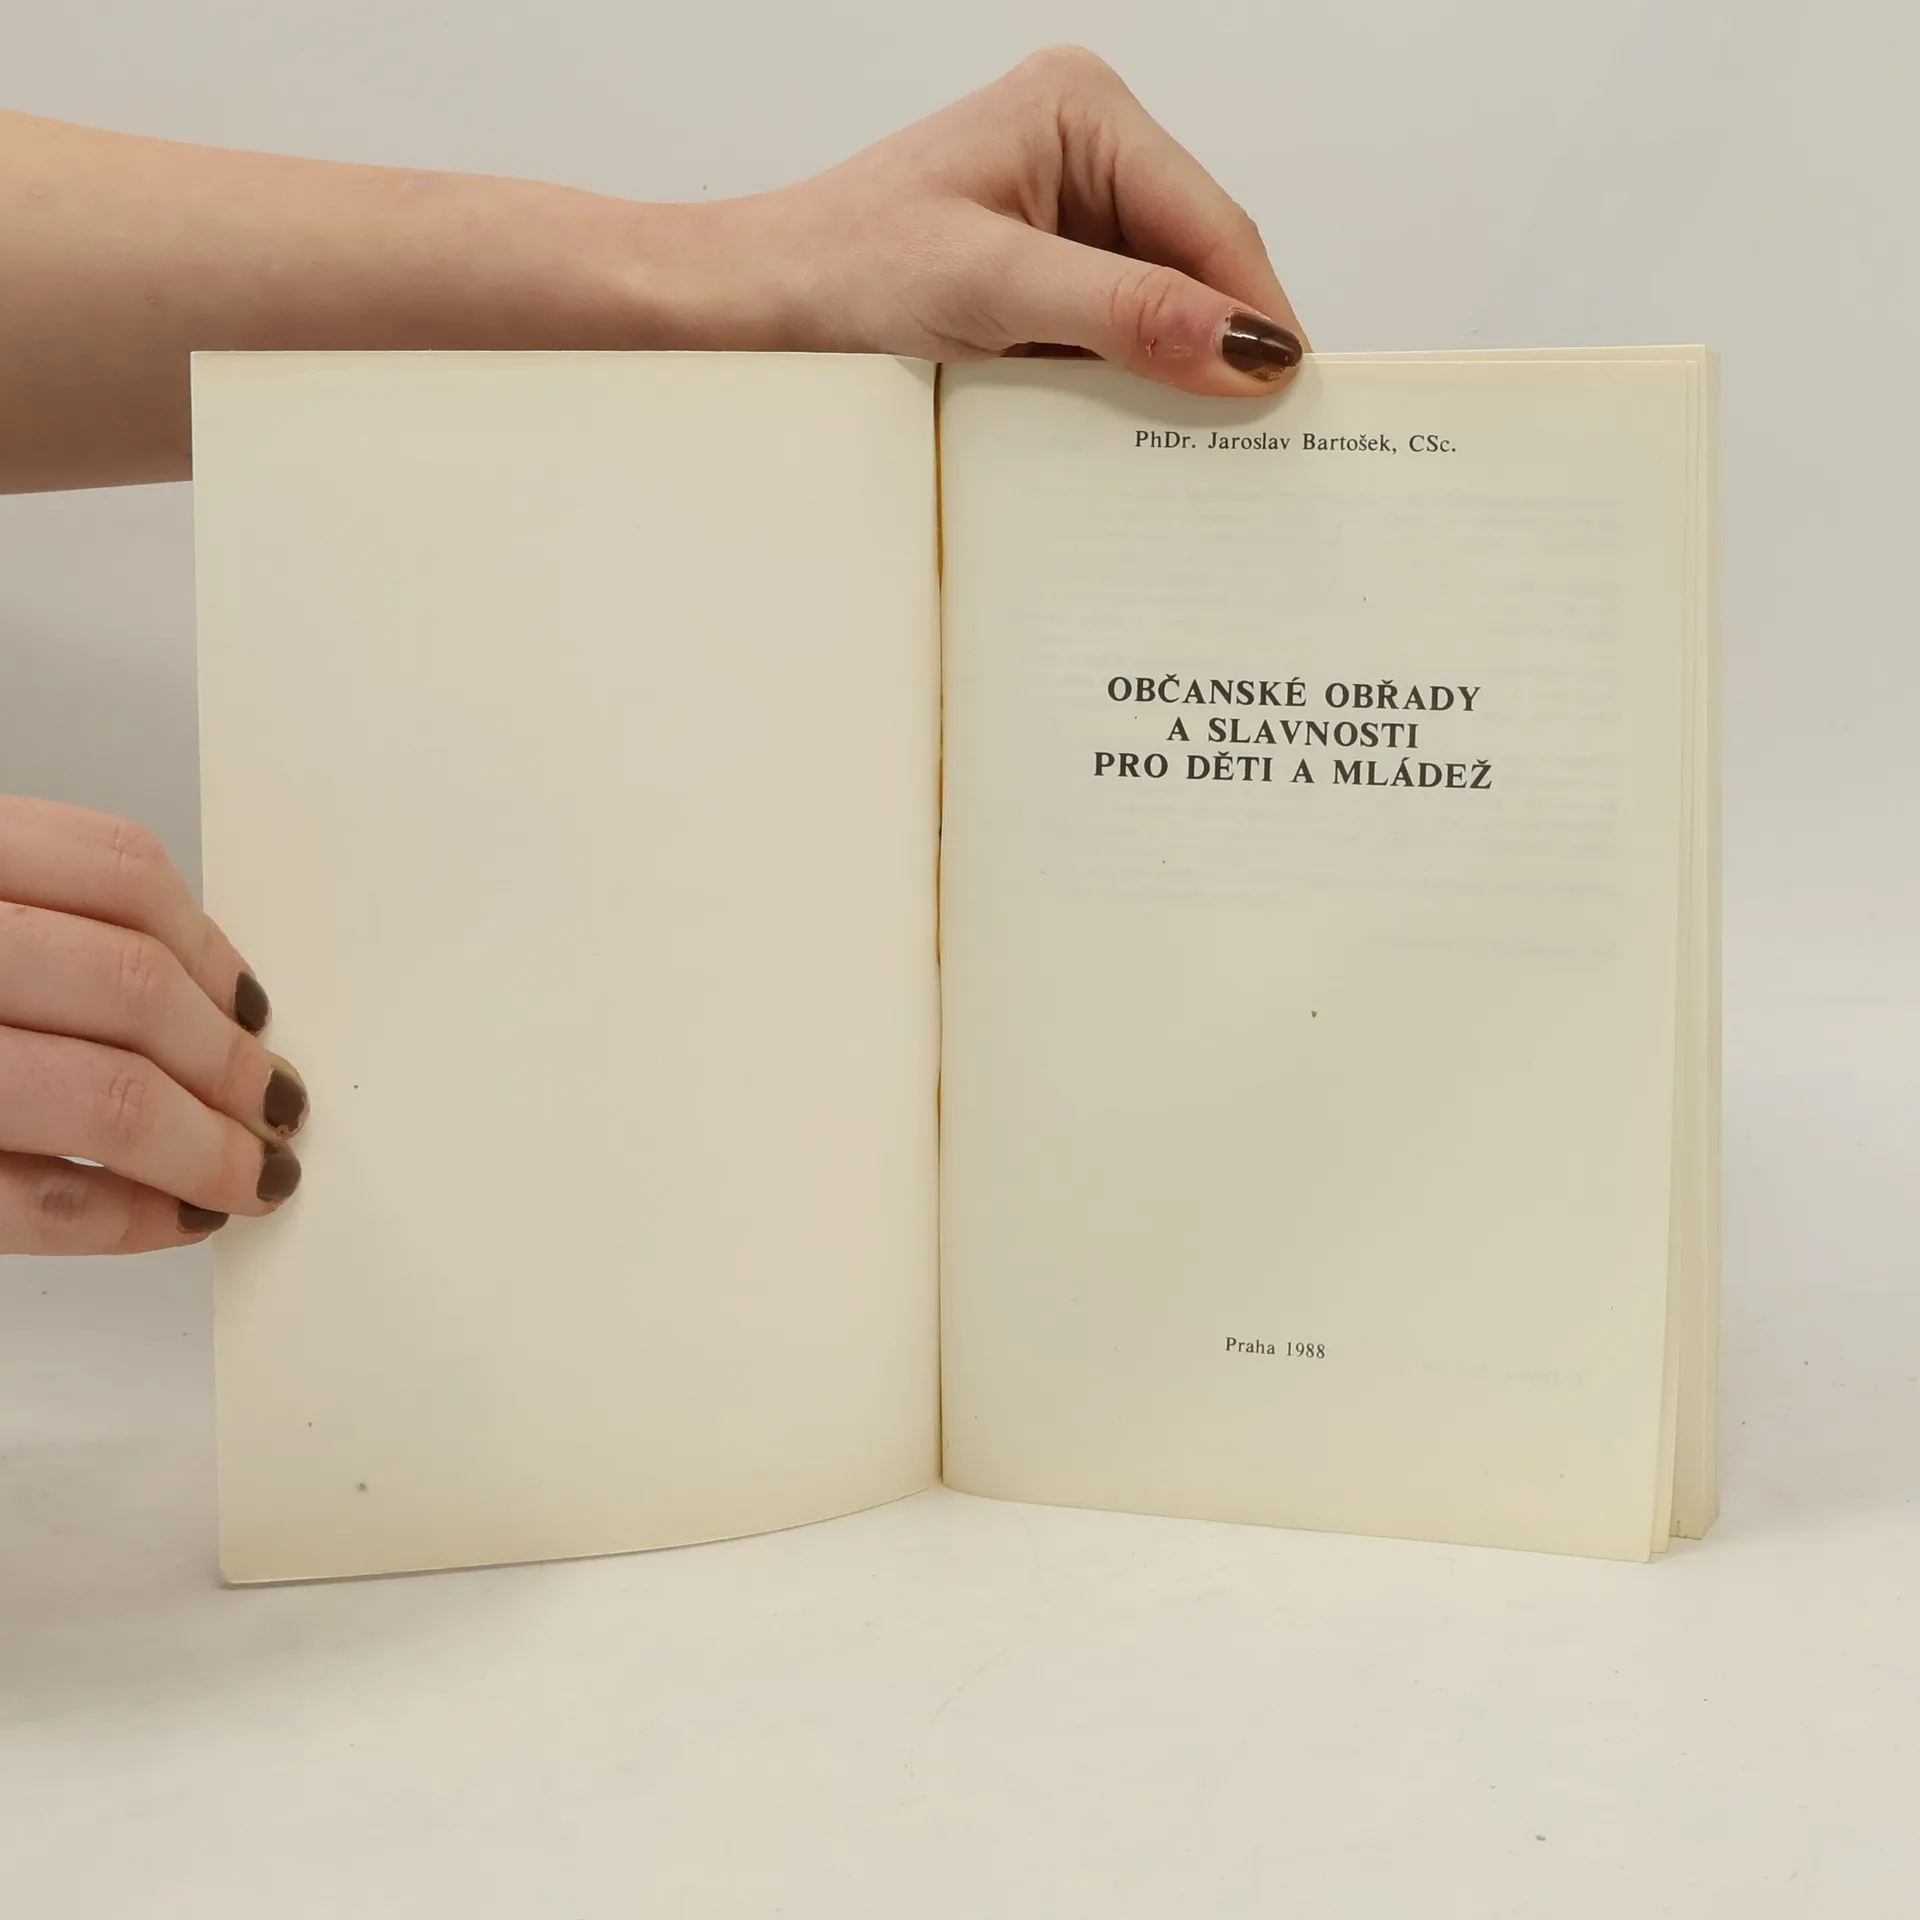 PhDr. Jaroslav Bartošek, CSc.
OBČANSKÉ OBŘADY
A SLAVNOSTI
PRO DĚTI A MLÁDEŽ
Praha 1988